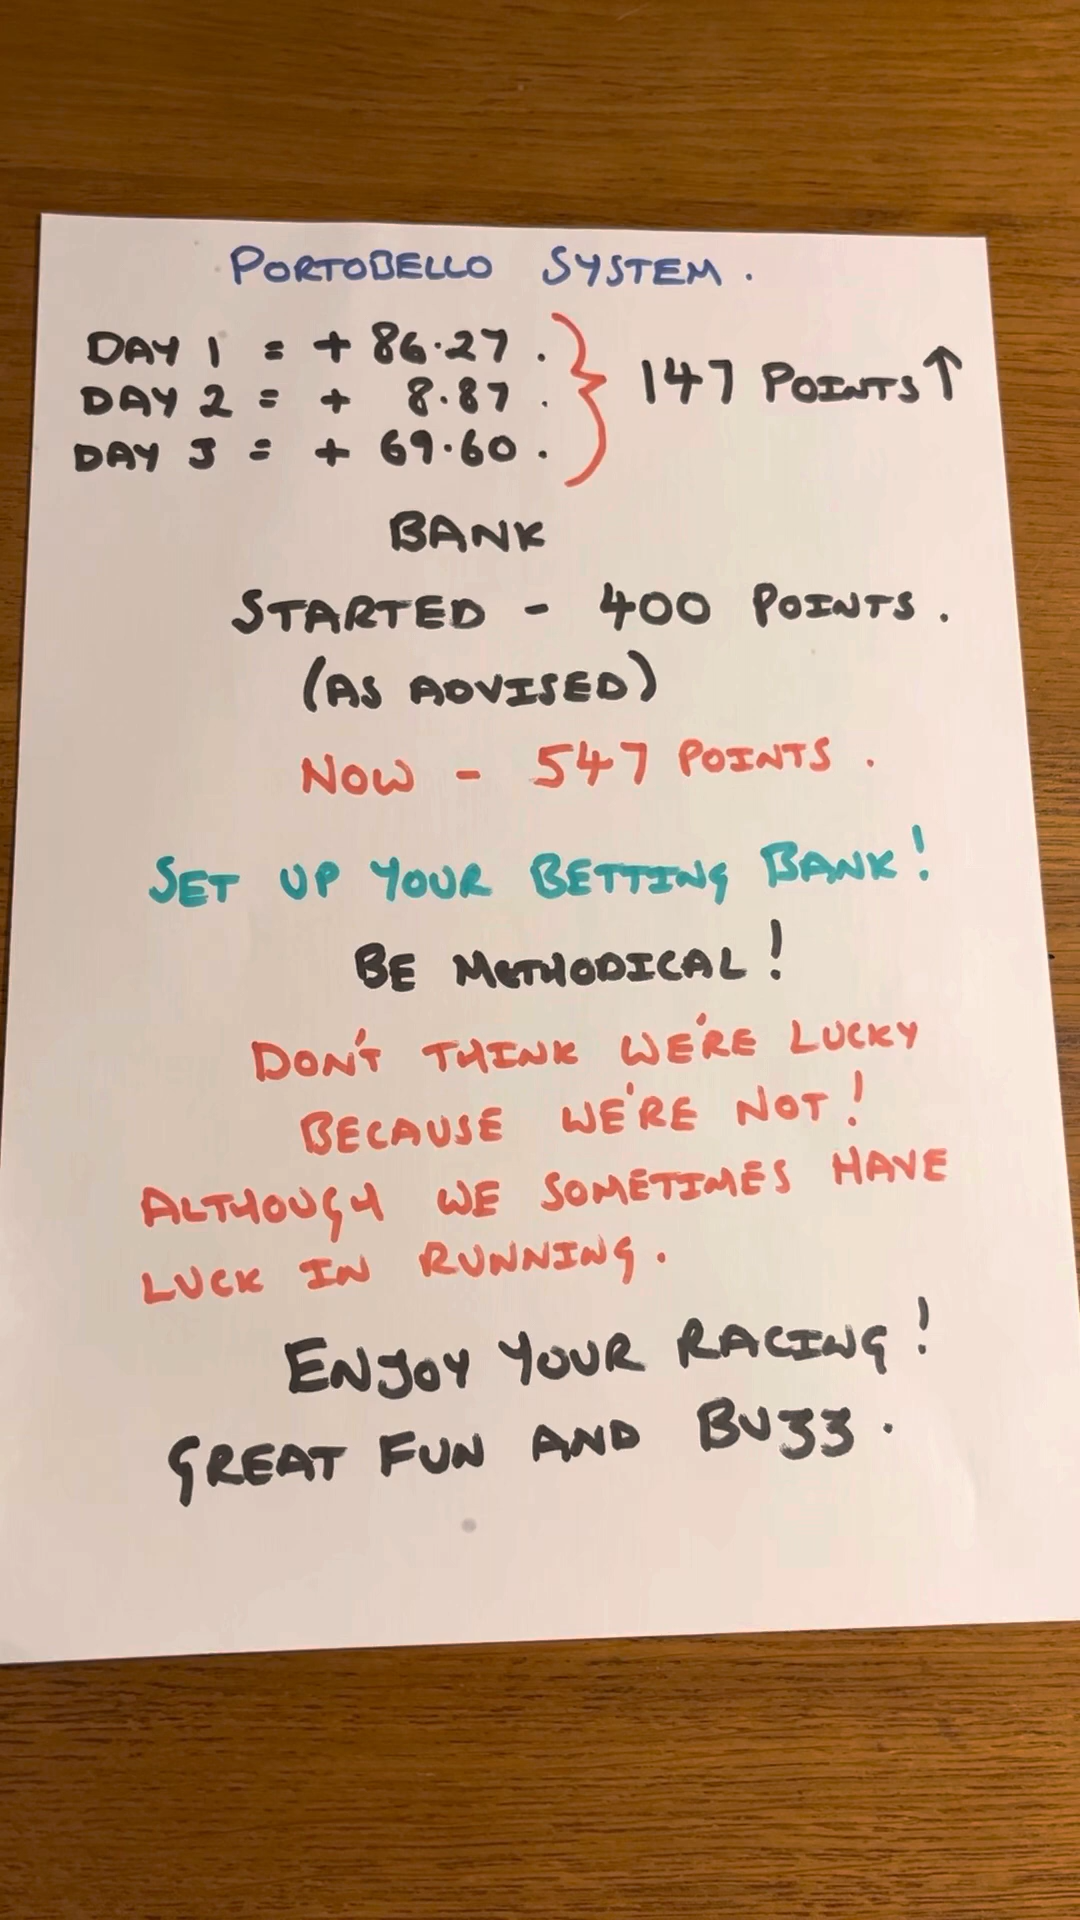 PORTOBELLO SYSTEM.
DAY 1 = + 86.27.
DAY 2 = + 8.87.
DAY 3 = + 69.60.
147 POINTS↑
BANK
STARTED - 400 POINTS.
(AS ADVISED)
NOW - 547 POINTS.
SET UP YOUR BETTING BANK!
BE METHODICAL!
DON'T THINK WE'RE LUCKY
BECAUSE WE'RE NOT!
ALTHOUGH WE SOMETIMES HAVE
LUCK IN RUNNING.
ENJOY YOUR RACING!
GREAT FUN AND BUZZ.